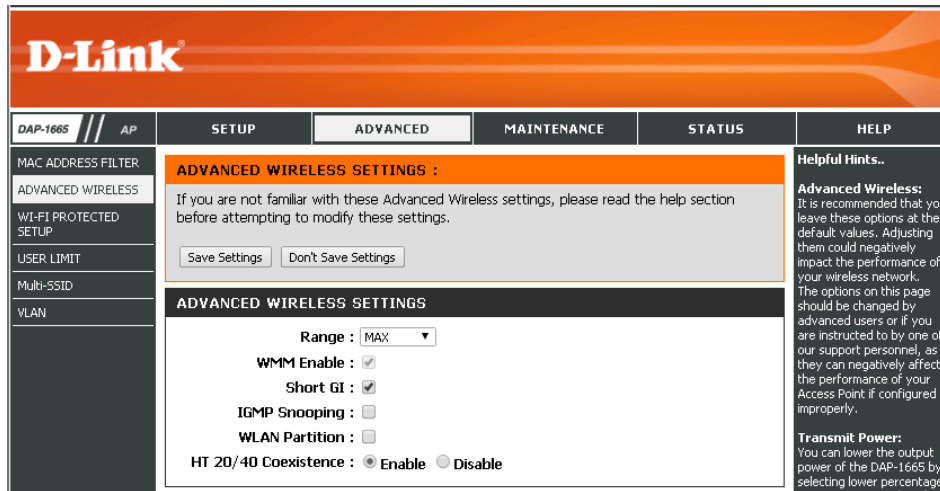 D-Link
DAP-1665 // AP
SETUP
ADVANCED
MAINTENANCE
STATUS
HELP
MAC ADDRESS FILTER
ADVANCED WIRELESS
WI-FI PROTECTED
SETUP
USER LIMIT
Multi-SSID
VLAN
ADVANCED WIRELESS SETTINGS :
If you are not familiar with these Advanced Wireless settings, please read the help section
before attempting to modify these settings.
Save Settings
Don't Save Settings
ADVANCED WIRELESS SETTINGS
Range : MAX
WMM Enable :
Short GI :
IGMP Snooping :
WLAN Partition :
HT 20/40 Coexistence : Enable Disable
Helpful Hints..
Advanced Wireless:
It is recommended that yo
leave these options at the
default values. Adjusting
them could negatively
impact the performance of
your wireless network.
The options on this page
should be changed by
advanced users or if you
are instructed to by one of
our support personnel, as
they can negatively affect
the performance of your
Access Point if configured
improperly.
Transmit Power:
You can lower the output
power of the DAP-1665 by
selecting lower percentage